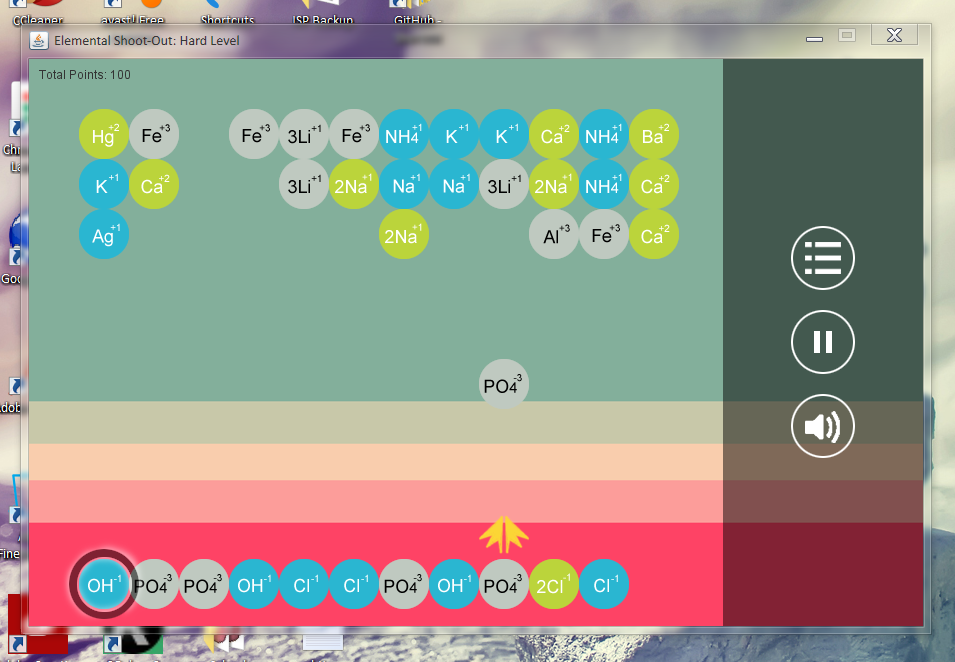 CCleaner avast! Free Shortcuts JSP Backup GitHub -
Elemental Shoot-Out: Hard Level
Total Points: 100
Hg+2 Fe+3 Fe+3 3Li+1 Fe+3 NH4+1 K+1 K+1 Ca+2 NH4+1 Ba+2
K+1 Ca+2 3Li+1 2Na+1 Na+1 Na+1 3Li+1 2Na+1 NH4+1 Ca+2
Ag+1 2Na+1 Al+3 Fe+3 Ca+2
PO4-3
OH-1 PO4-3 PO4-3 OH-1 Cl-1 Cl-1 PO4-3 OH-1 PO4-3 2Cl-1 Cl-1